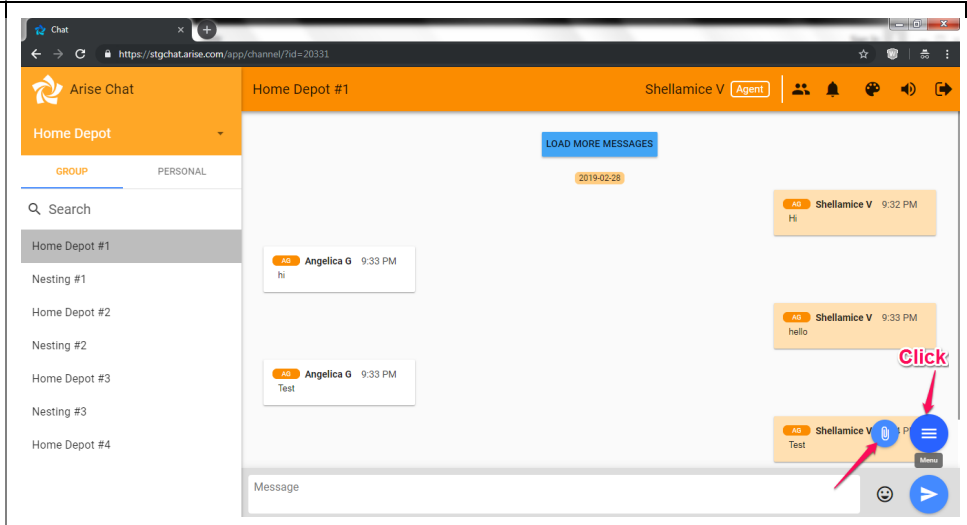 Chat
https://stgchat.arise.com/app/channel/?id=20331
Arise Chat
Home Depot #1
Shellamice V Agent
Home Depot
GROUP PERSONAL
Search
Home Depot #1
Nesting #1
Home Depot #2
Nesting #2
Home Depot #3
Nesting #3
Home Depot #4
LOAD MORE MESSAGES
2019-02-28
AG Shellamice V 9:32 PM
Hi
AG Angelica G 9:33 PM
hi
AG Shellamice V 9:33 PM
hello
Click
AG Angelica G 9:33 PM
Test
AG Shellamice V
Test
Menu
Message